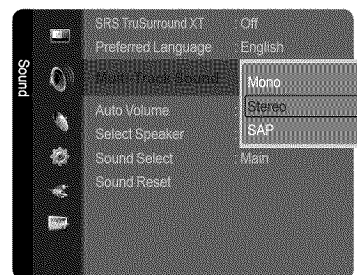 Sound
SRS TruSurround XT : Off
Preferred Language : English
Multi-Track Sound
Mono
Stereo
Auto Volume :
SAP
Select Speaker :
Sound Select : Main
Sound Reset